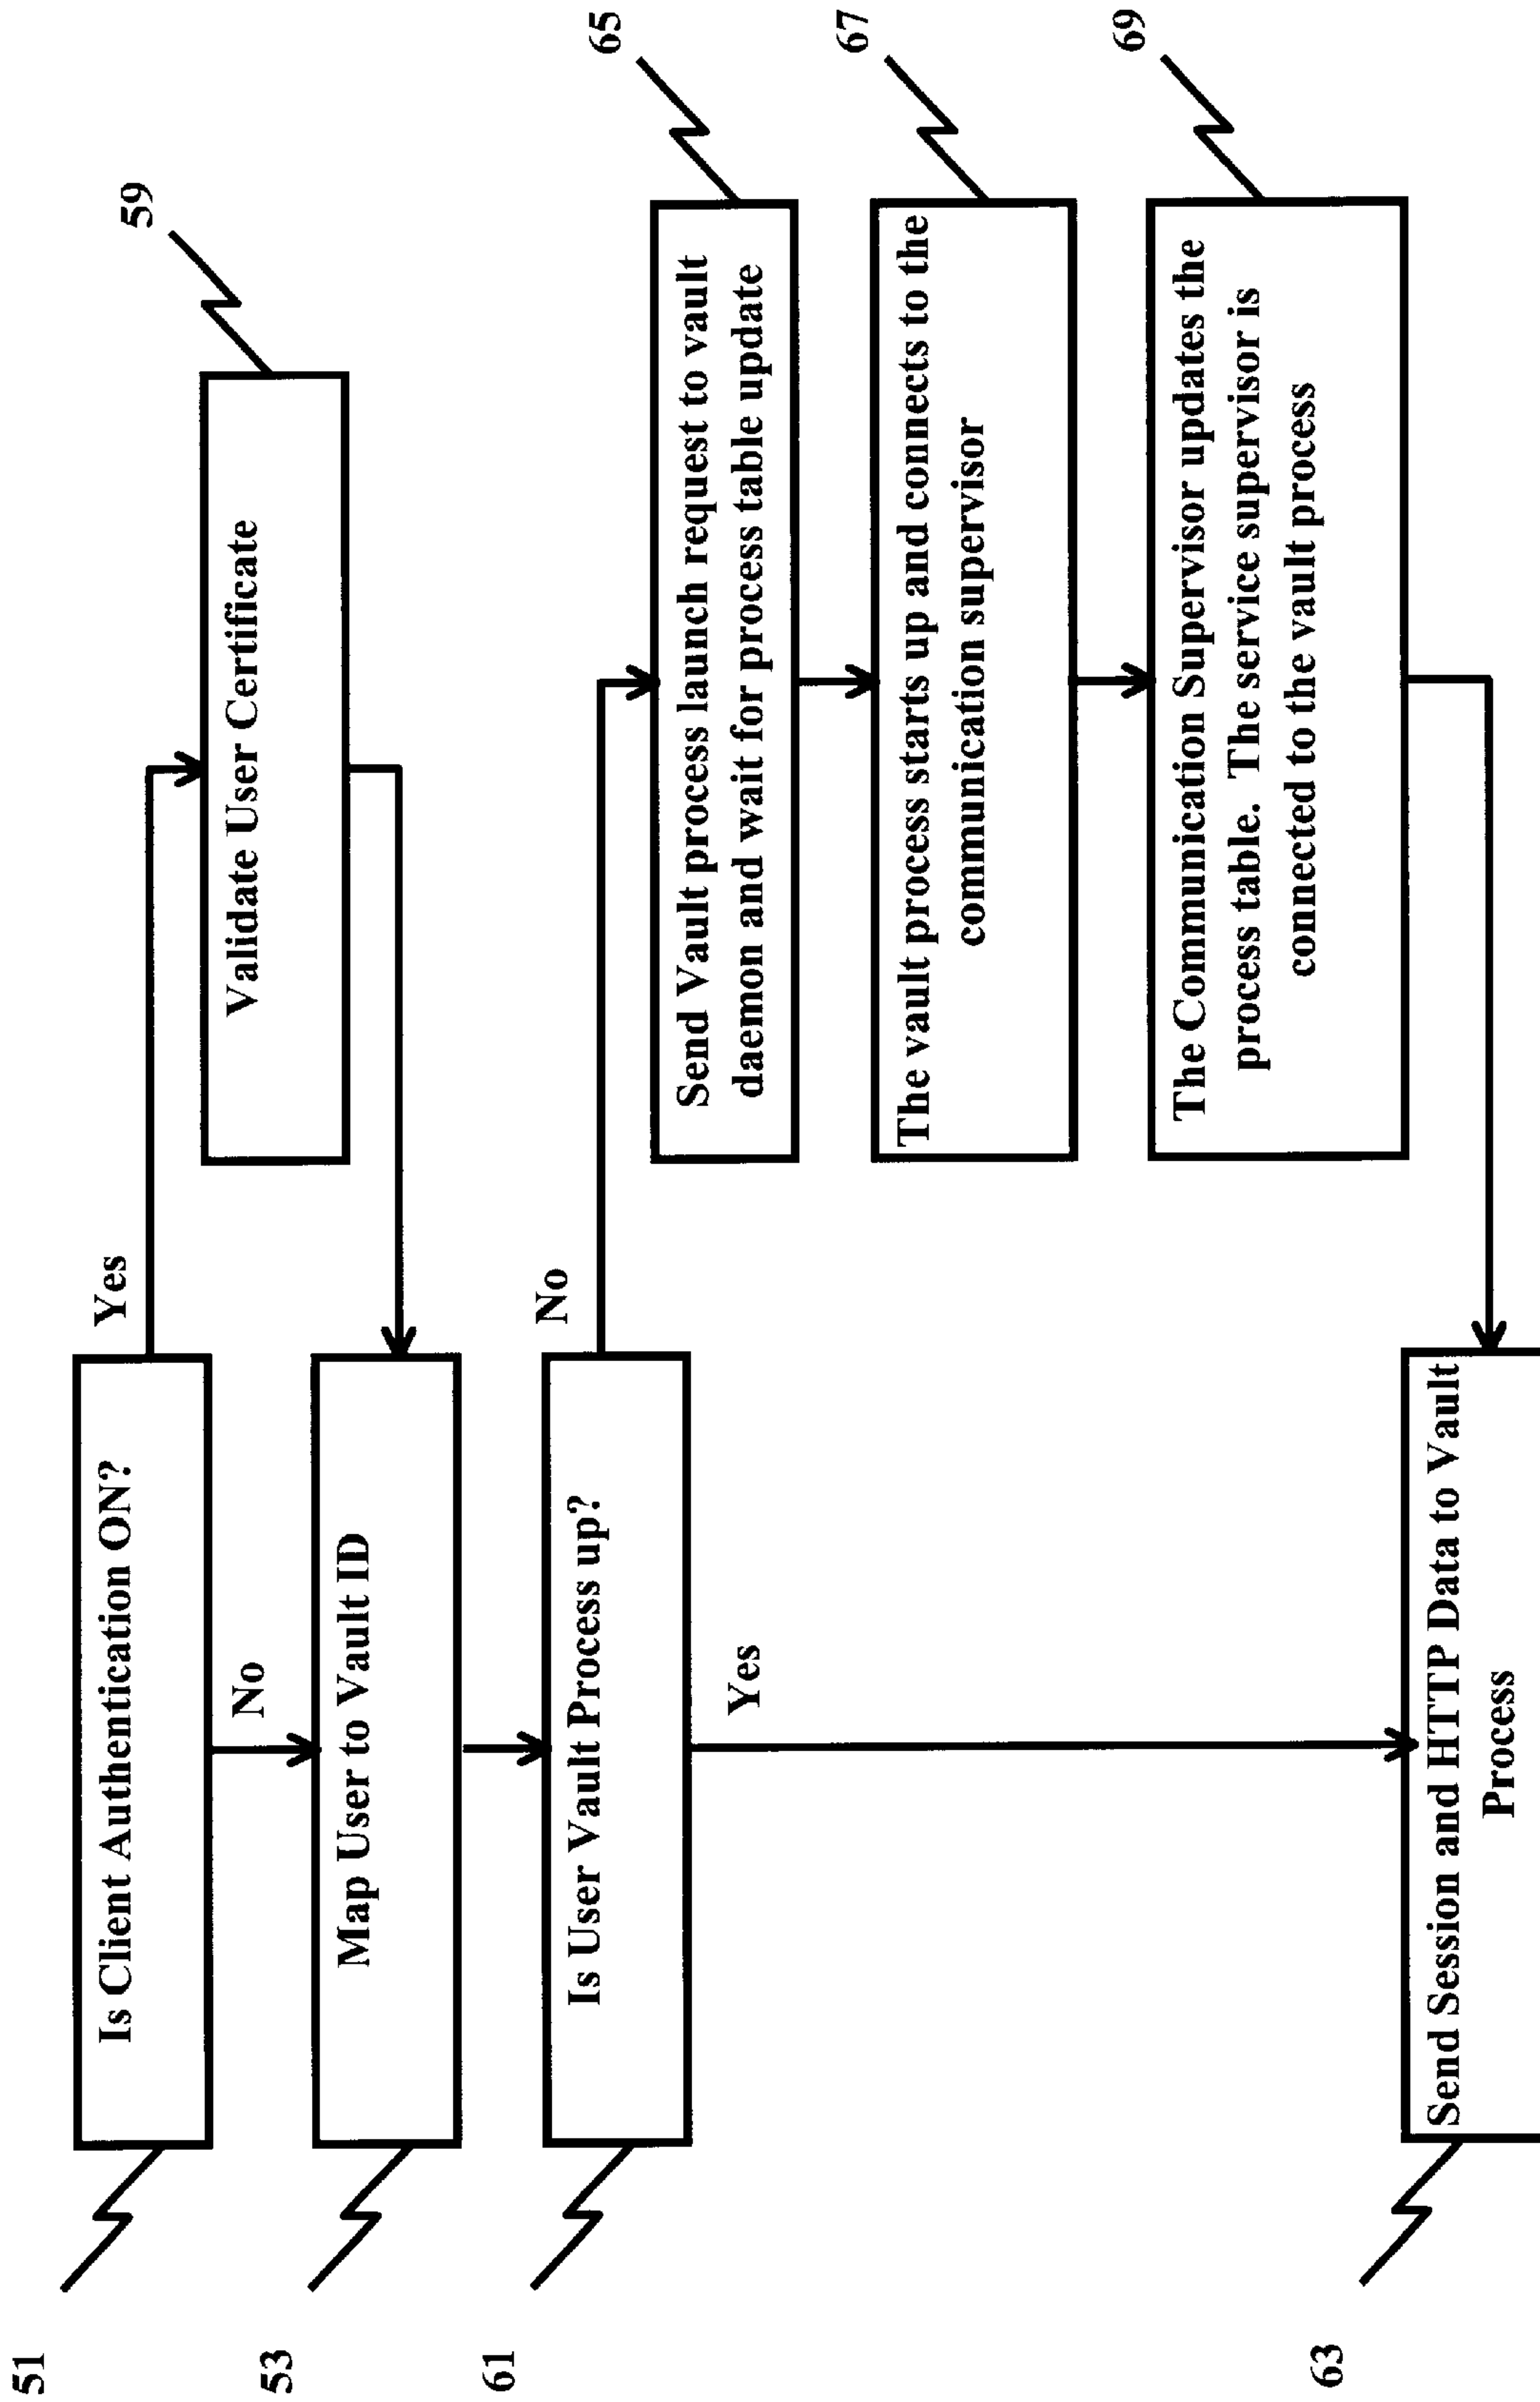 51
Is Client Authentication ON?
Yes
59
Validate User Certificate
No
53
Map User to Vault ID
61
Is User Vault Process up?
No
65
Send Vault process launch request to vault
daemon and wait for process table update
67
The vault process starts up and connects to the
communication supervisor
69
The Communication Supervisor updates the
process table. The service supervisor is
connected to the vault process
Yes
63
Send Session and HTTP Data to Vault
Process